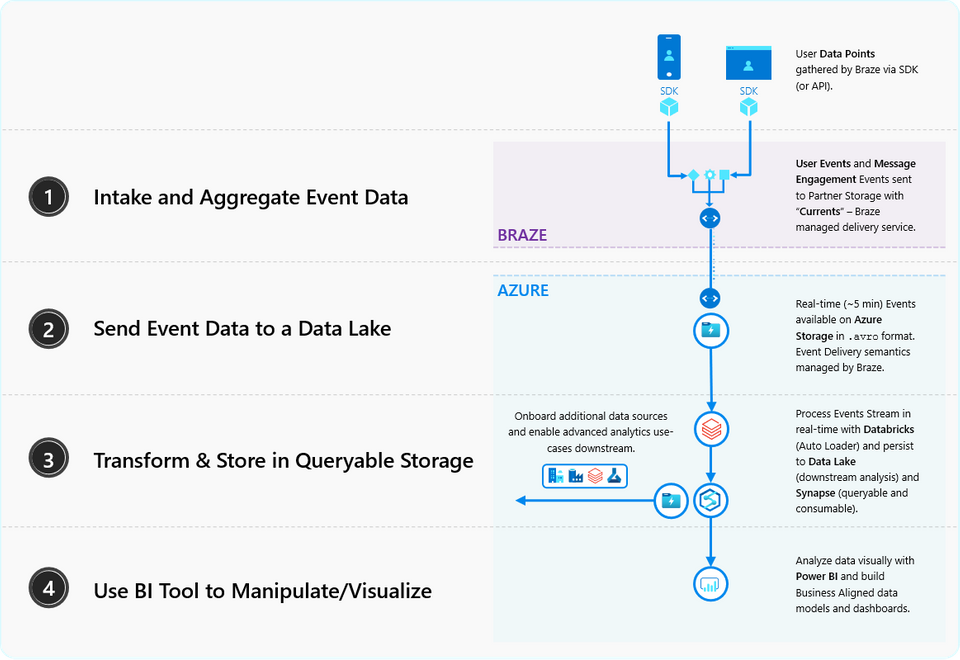 SDK
SDK
User Data Points
gathered by Braze via SDK
(or API).
1
Intake and Aggregate Event Data
BRAZE
User Events and Message
Engagement Events sent
to Partner Storage with
“Currents” – Braze
managed delivery service.
2
Send Event Data to a Data Lake
AZURE
Real-time (~5 min) Events
available on Azure
Storage in .avro format.
Event Delivery semantics
managed by Braze.
3
Transform & Store in Queryable Storage
Onboard additional data sources
and enable advanced analytics use-
cases downstream.
Process Events Stream in
real-time with Databricks
(Auto Loader) and persist
to Data Lake
(downstream analysis) and
Synapse (queryable and
consumable).
4
Use BI Tool to Manipulate/Visualize
Analyze data visually with
Power BI and build
Business Aligned data
models and dashboards.